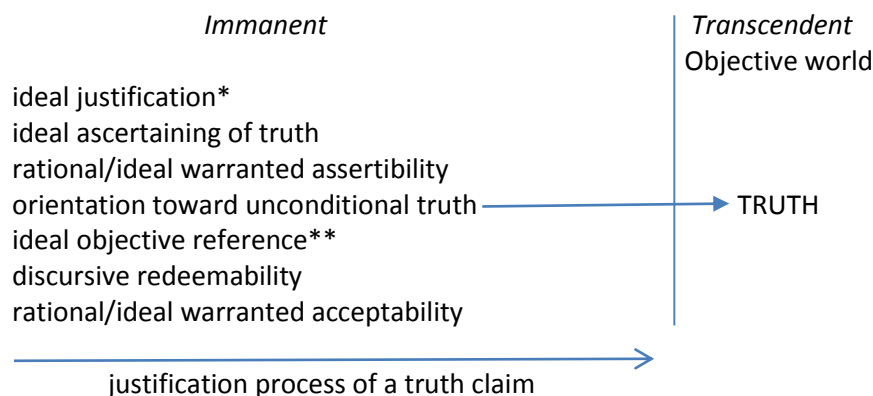 Immanent Transcendent
Objective world
ideal justification*
ideal ascertaining of truth
rational/ideal warranted assertibility
orientation toward unconditional truth TRUTH
ideal objective reference**
discursive redeemability
rational/ideal warranted acceptability
justification process of a truth claim